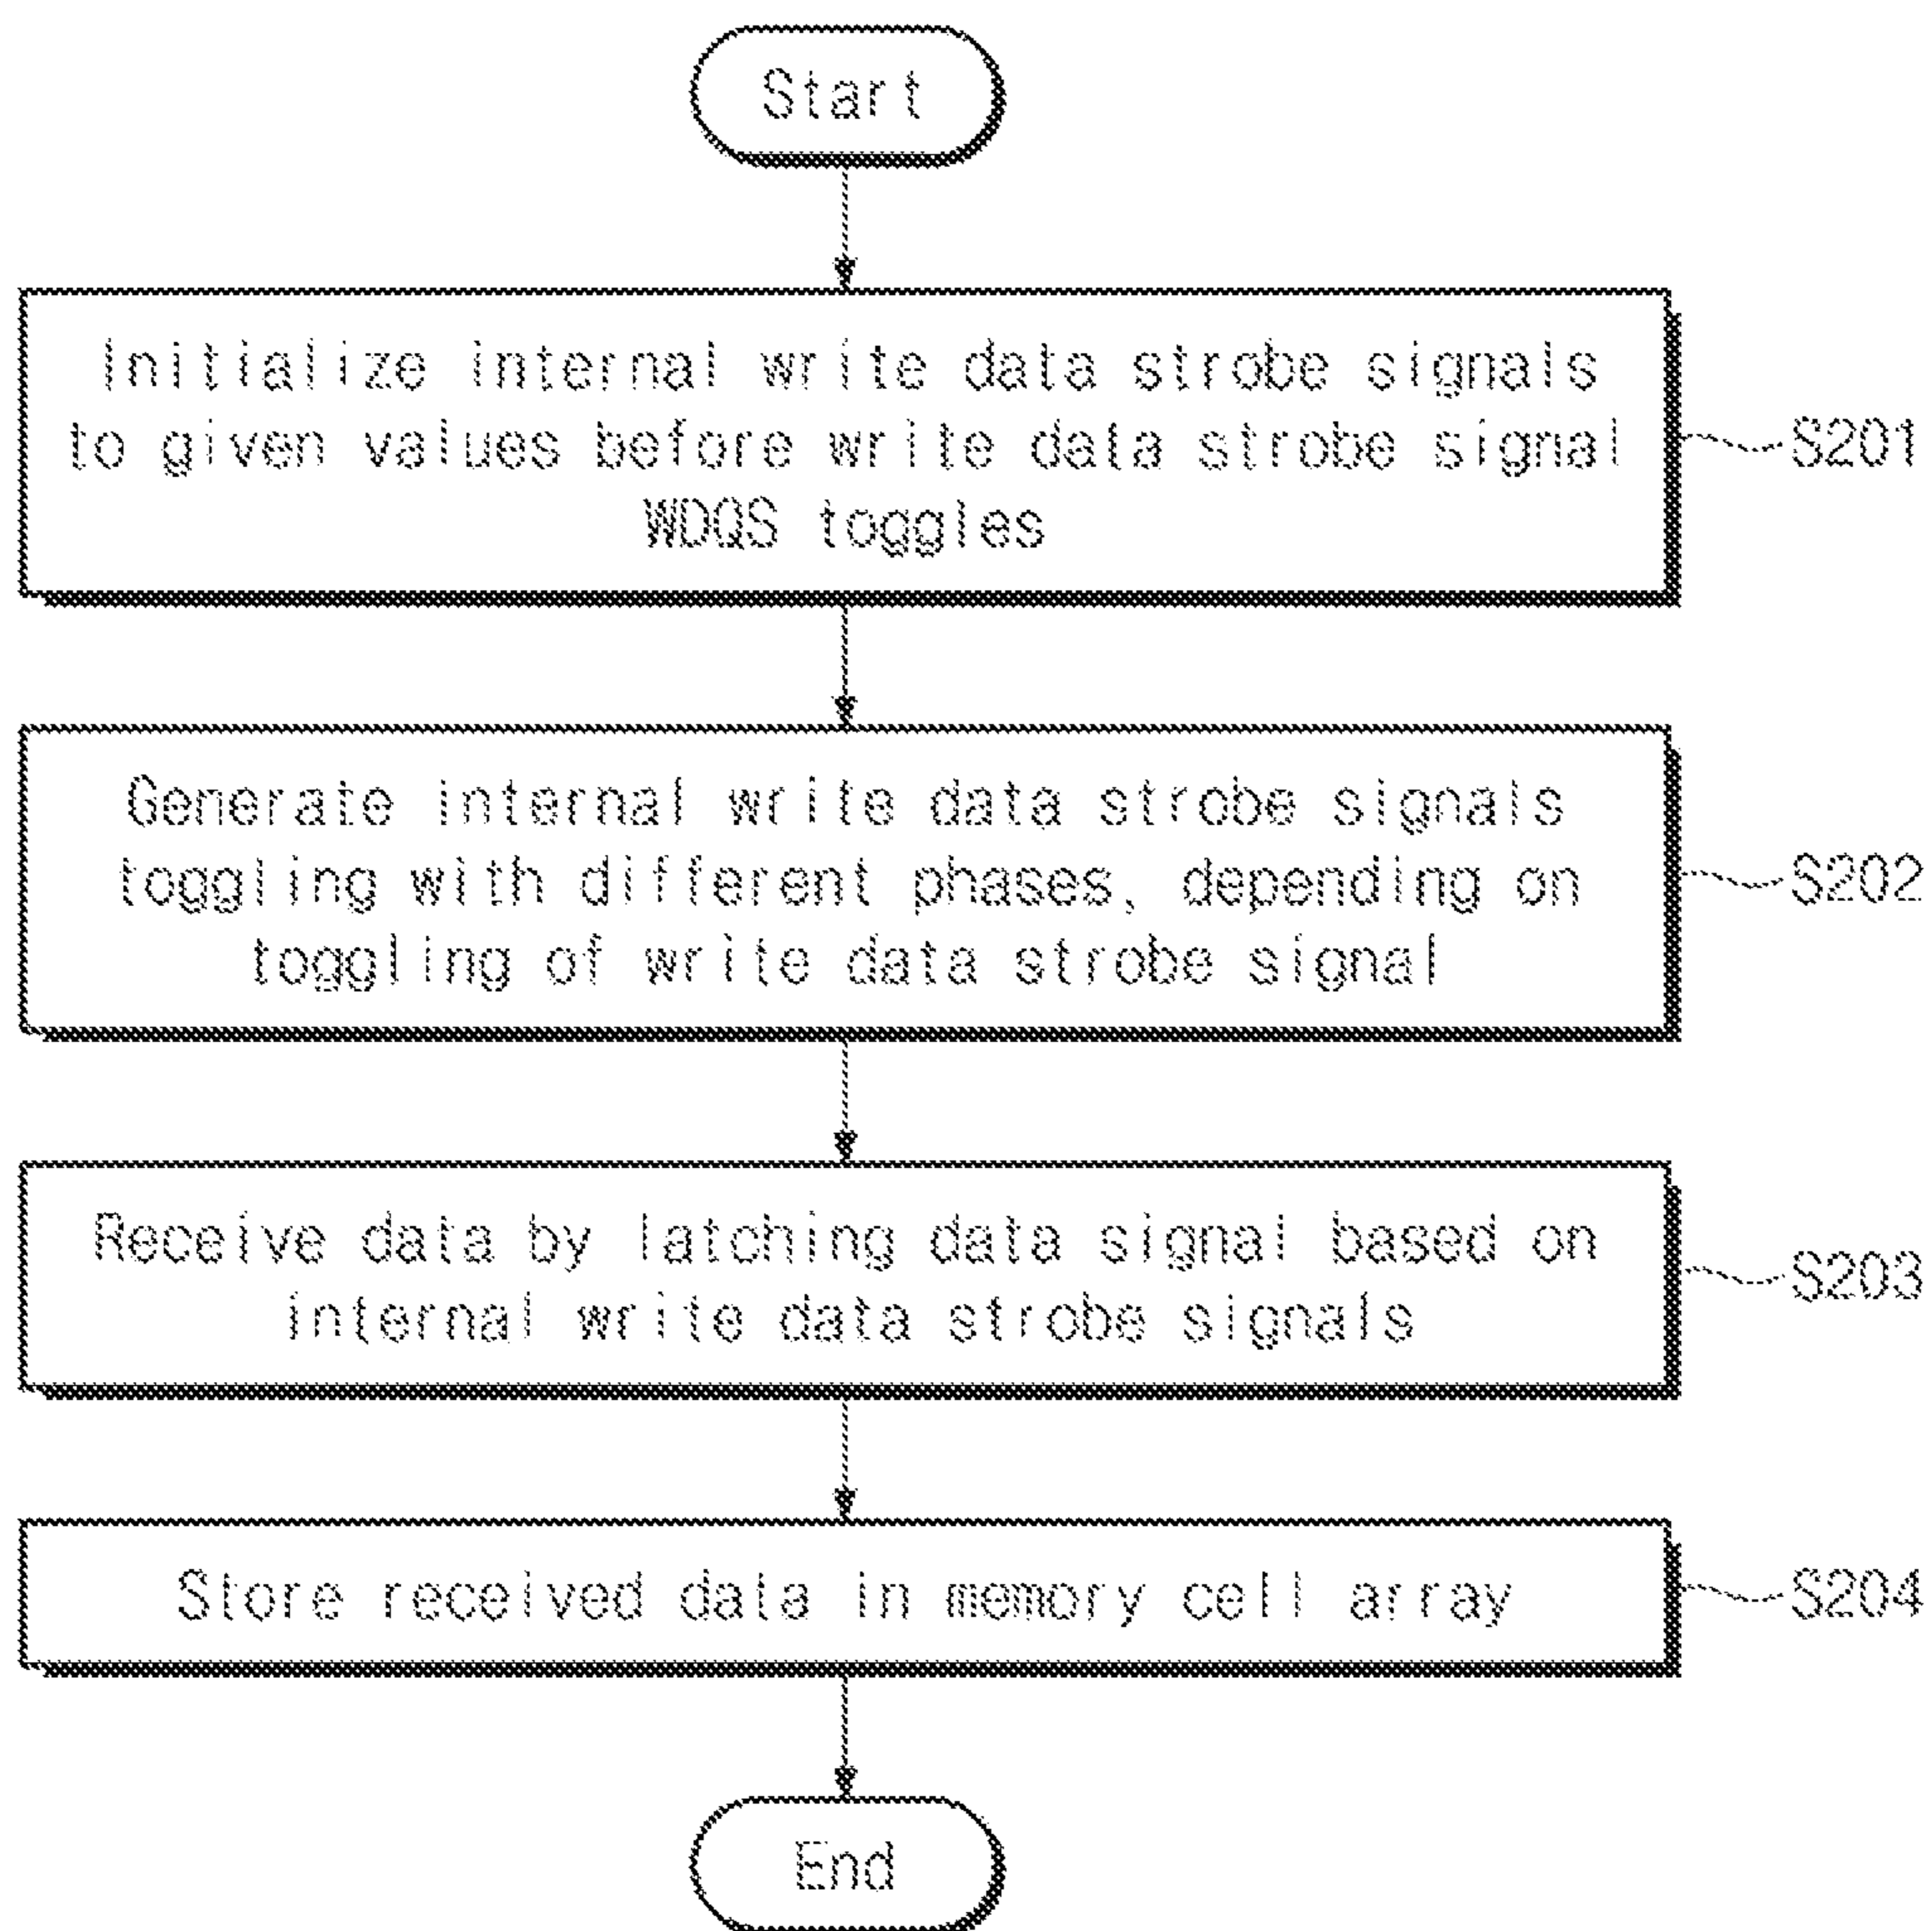 Start
Initialize internal write data strobe signals
to given values before write data strobe signal
WDQS toggles
S201
Generate internal write data strobe signals
toggling with different phases, depending on
toggling of write data strobe signal
S202
Receive data by latching data signal based on
internal write data strobe signals
S203
Store received data in memory cell array
S204
End